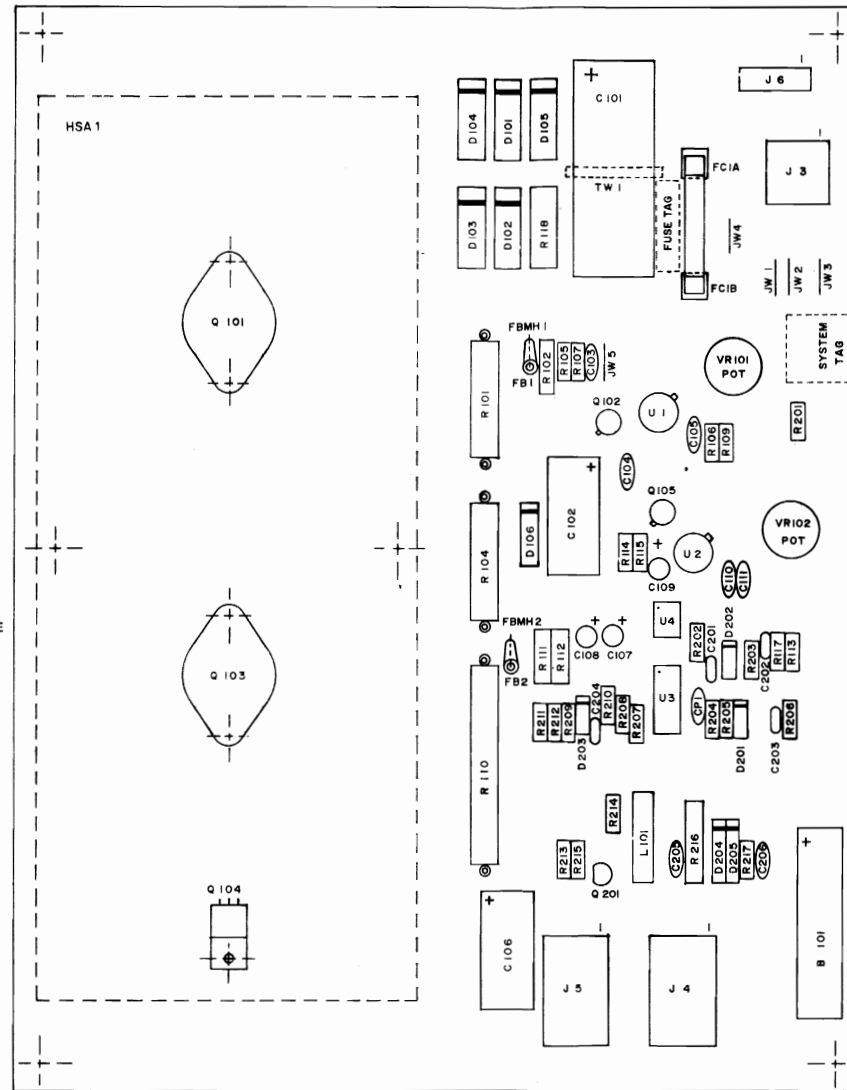 HSA 1
Q 101
Q 103
Q 104
D104
D101
D105
D103
D102
R118
+
C 101
TW 1
FUSE TAG
FC1A
FC1B
J 6
J 3
JW4
JW 1
JW 2
JW 3
SYSTEM TAG
VR101 POT
R201
R101
FBMH 1
FB1
R102
R105
R107
C103
JW 5
Q102
U 1
C105
R106
R109
C104
Q105
R104
D106
+
C102
R114
R115
+
C109
U 2
VR102 POT
C110
C111
FBMH2
FB2
R111
R112
+
C108
+
C107
U4
R202
C201
D202
R203
C202
R117
R113
R110
R211
R212
R209
D203
C204
R210
R208
R207
U3
CP1
R204
R205
D201
C203
R206
R214
R213
R215
Q 201
L101
C205
R216
D204
D205
R217
C206
+
C106
J 5
J 4
+
B 101